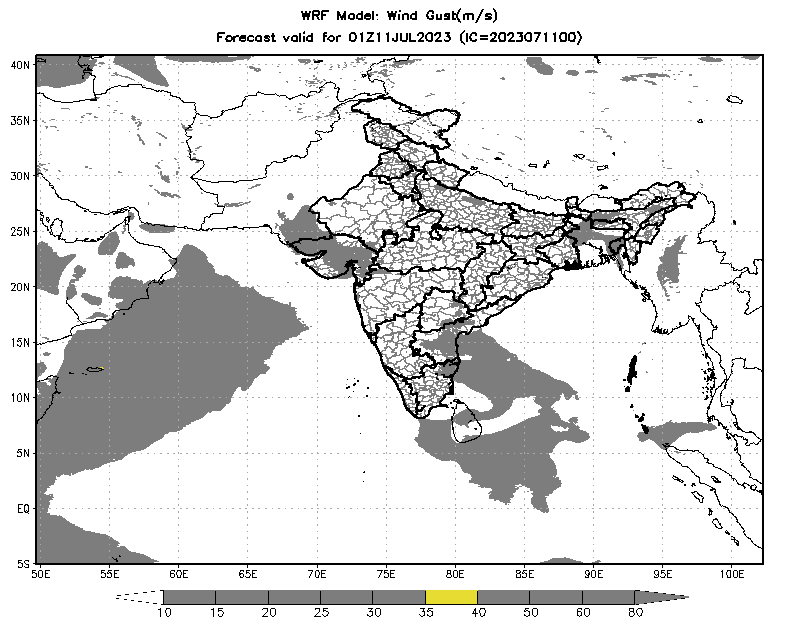 WRF Model: Wind Gust(m/s)
Forecast valid for 01Z11JUL2023 (IC=2023071100)
40N
35N
30N
25N
20N
15N
10N
5N
EQ
5S
50E 55E 60E 65E 70E 75E 80E 85E 90E 95E 100E
10 15 20 25 30 35 40 50 60 80